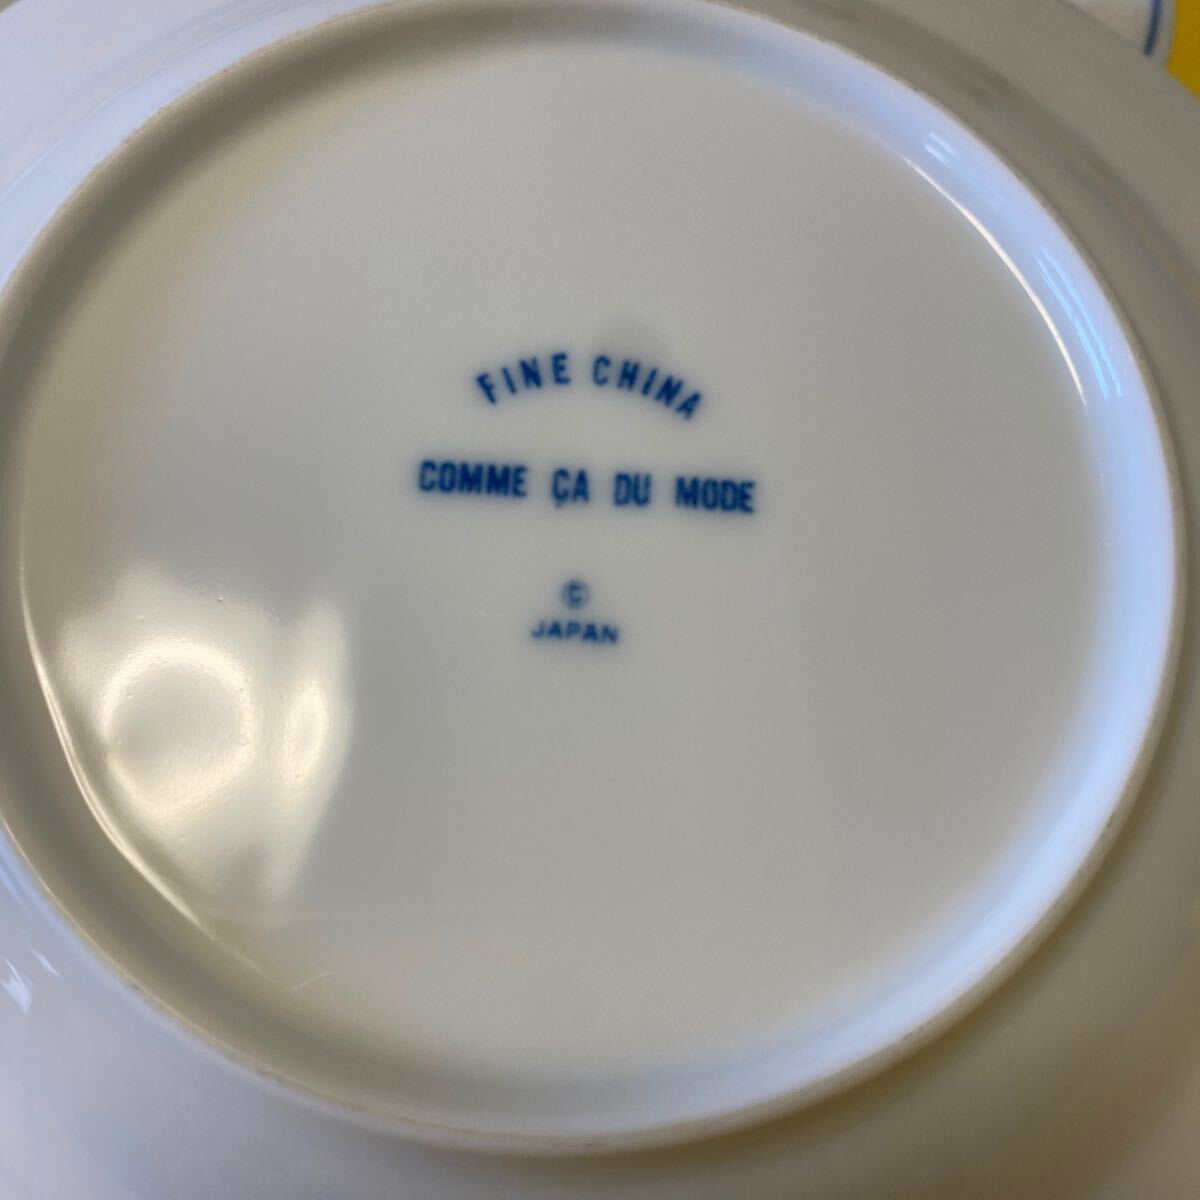 FINE CHINA
COMME ÇA DU MODE
©
JAPAN